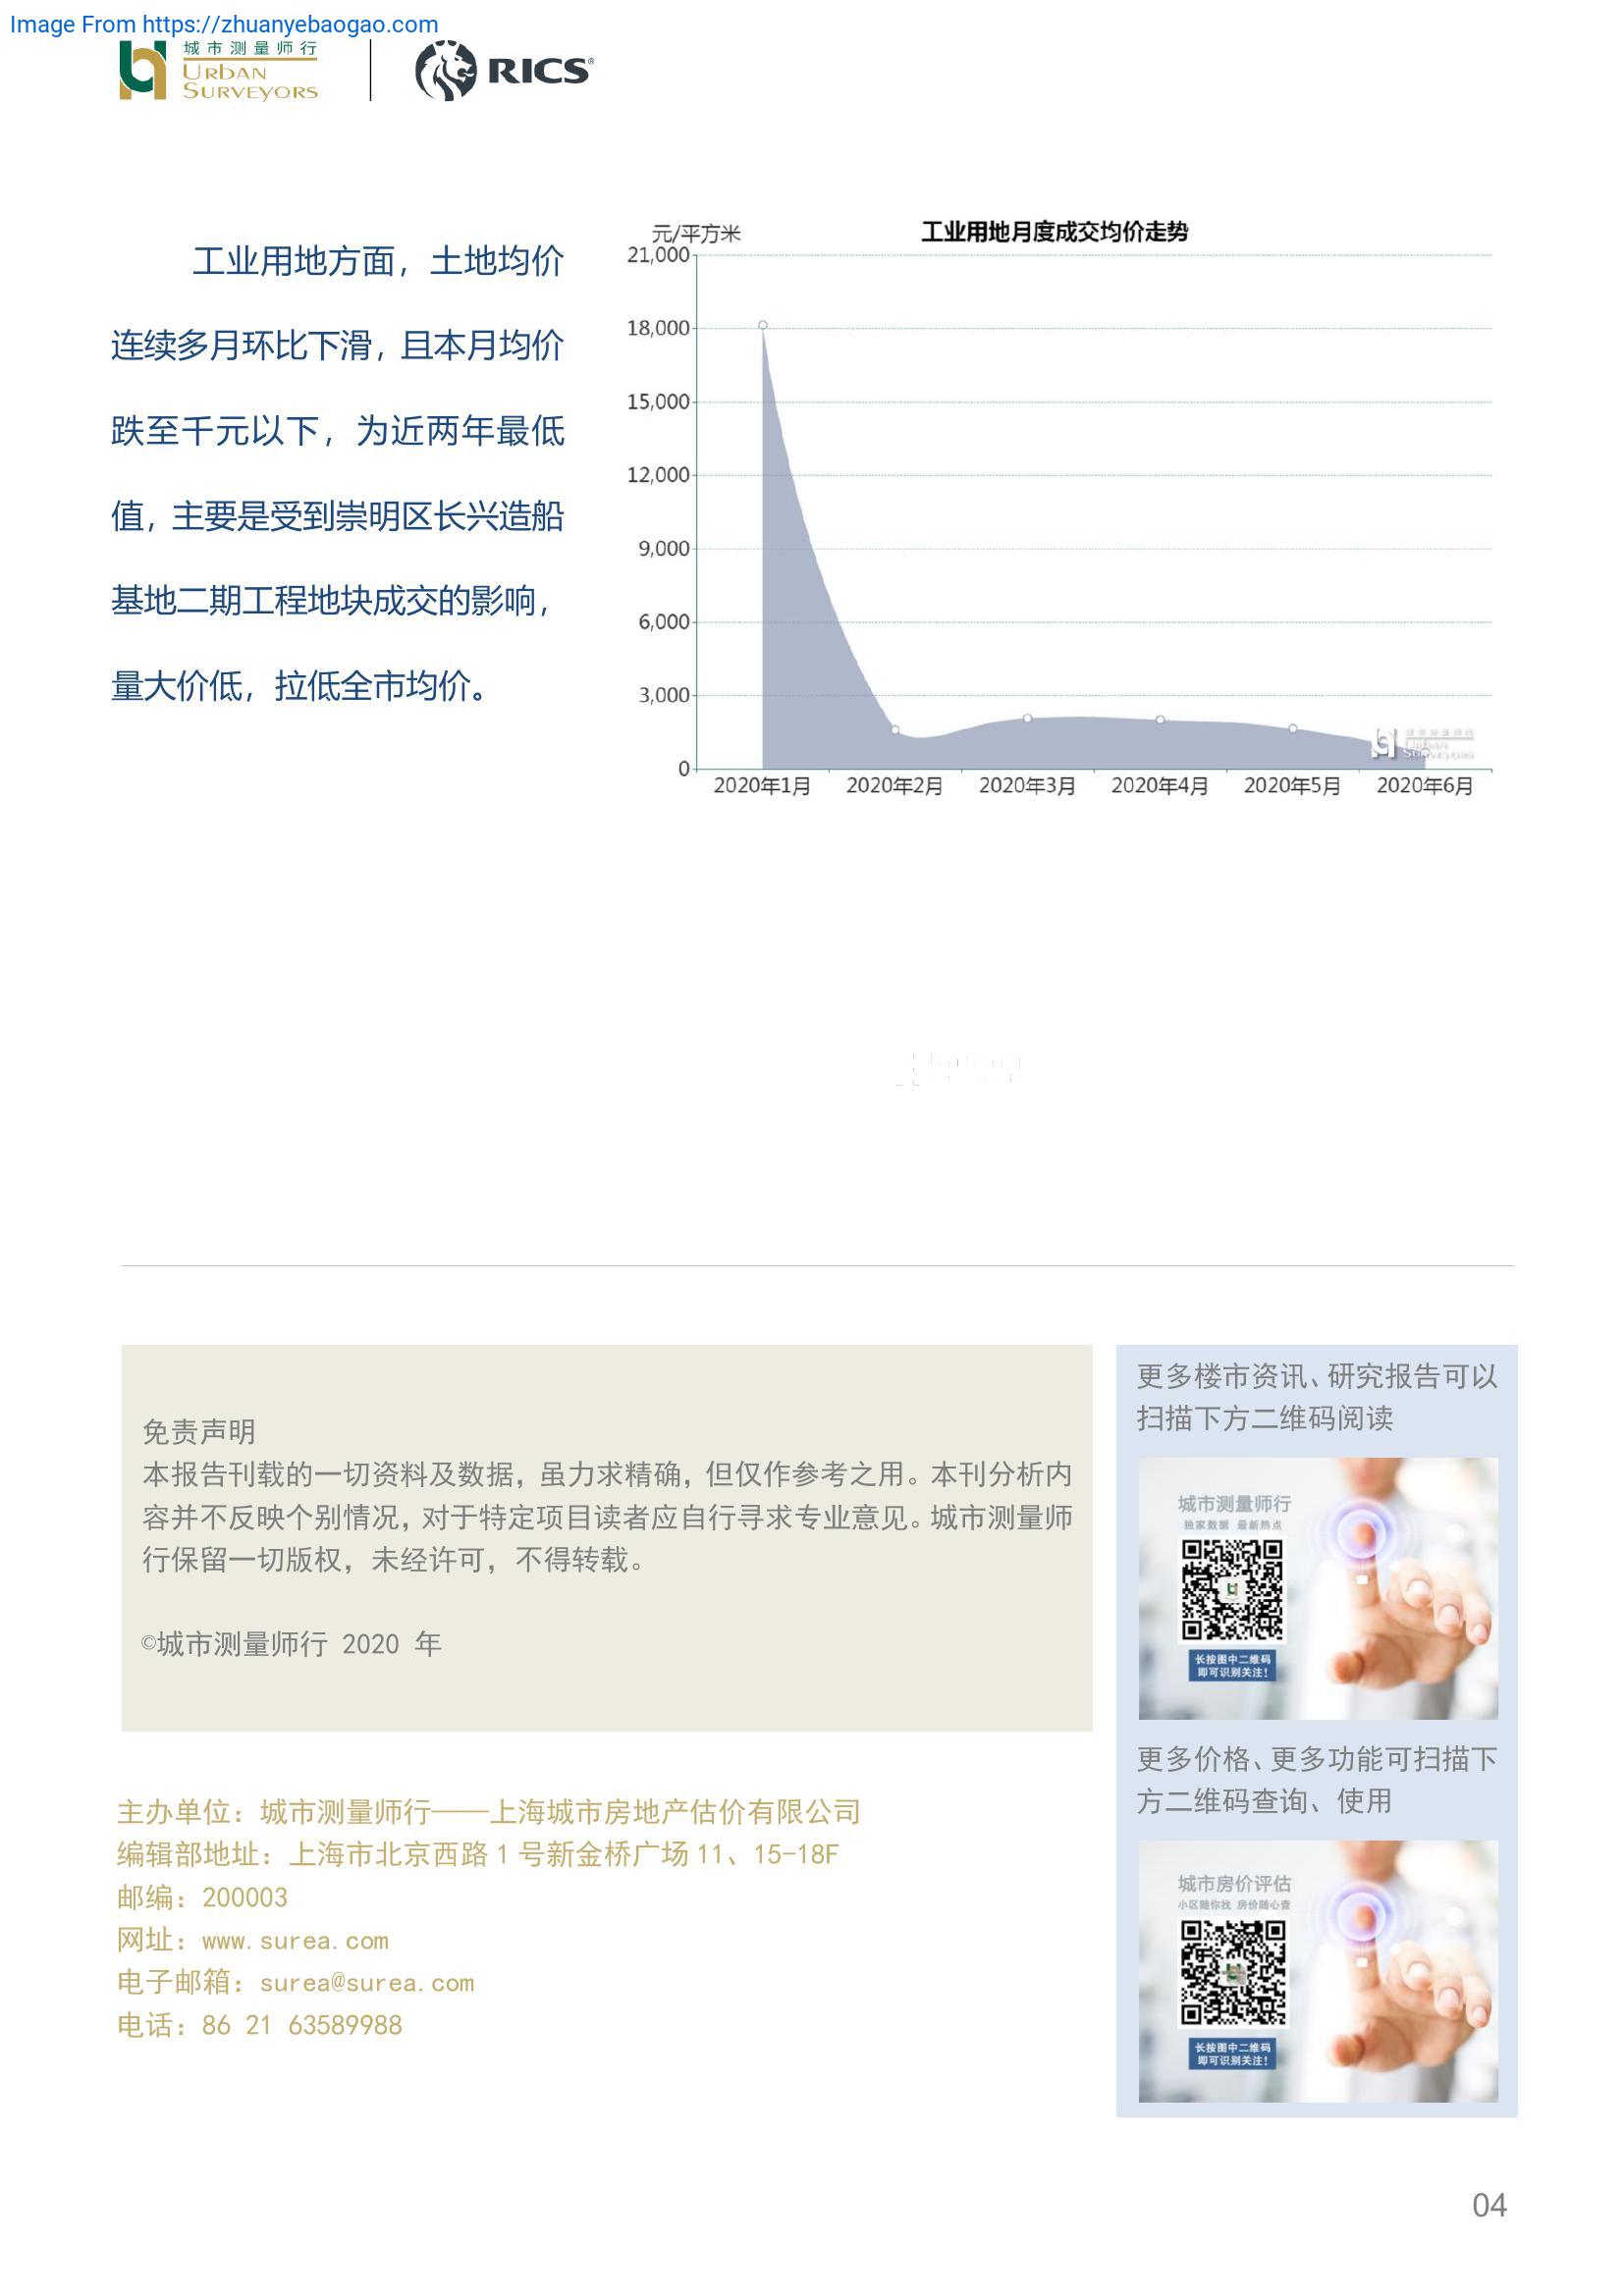 Image From https://zhuanyebaogao.com
城市测量师行
URBAN
SURVEYORS
RICS®
工业用地方面，土地均价
连续多月环比下滑，且本月均价
跌至千元以下，为近两年最低
值，主要是受到崇明区长兴造船
基地二期工程地块成交的影响，
量大价低，拉低全市均价。
元/平方米
工业用地月度成交均价走势
21,000
18,000
15,000
12,000
9,000
6,000
3,000
0
2020年1月 2020年2月 2020年3月 2020年4月 2020年5月 2020年6月
免责声明
本报告刊载的一切资料及数据，虽力求精确，但仅作参考之用。本刊分析内
容并不反映个别情况，对于特定项目读者应自行寻求专业意见。城市测量师
行保留一切版权，未经许可，不得转载。
©城市测量师行 2020 年
主办单位：城市测量师行——上海城市房地产估价有限公司
编辑部地址：上海市北京西路 1 号新金桥广场 11、15-18F
邮编：200003
网址：www.surea.com
电子邮箱：surea@surea.com
电话：86 21 63589988
更多楼市资讯、研究报告可以
扫描下方二维码阅读
城市测量师行
独家数据 最新热点
长按图中二维码
即可识别关注！
更多价格、更多功能可扫描下
方二维码查询、使用
城市房价评估
小区随你找 房价随心查
长按图中二维码
即可识别关注！
04